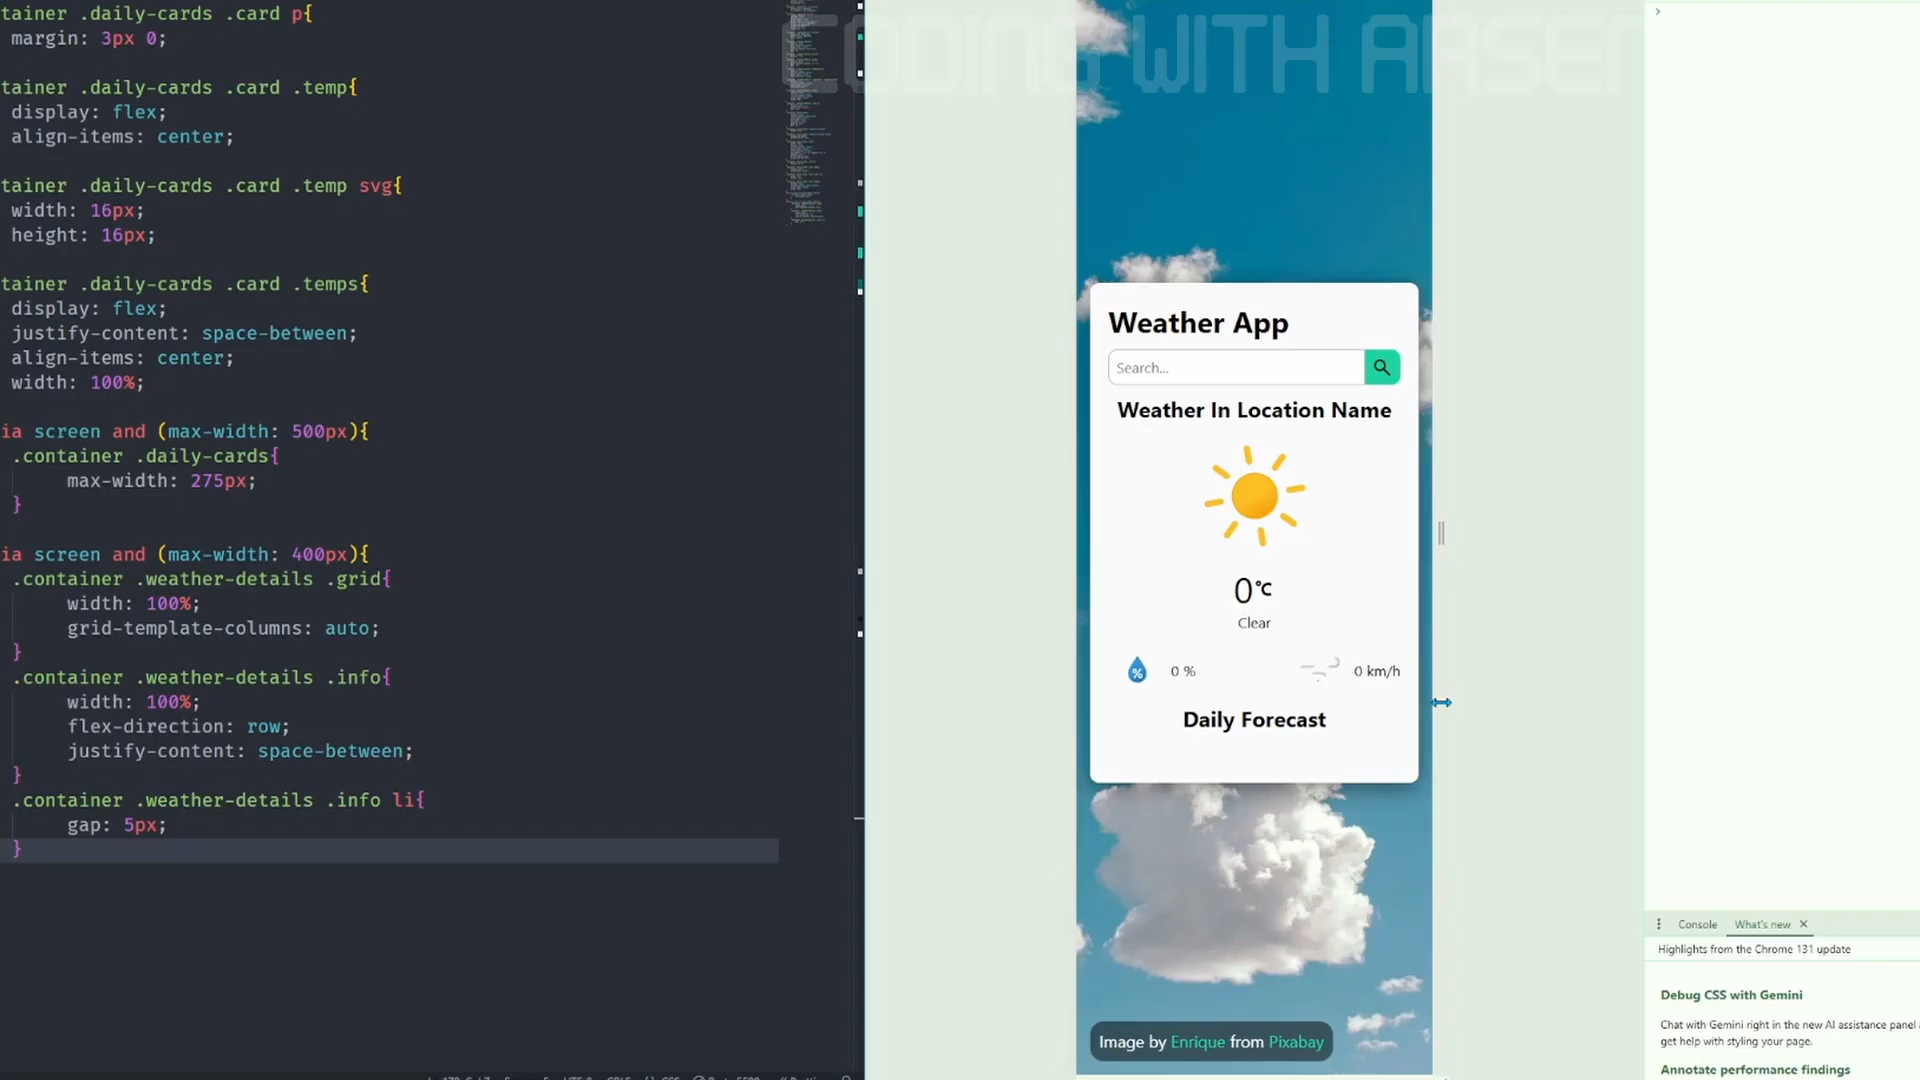 tainer .daily-cards .card p{
margin: 3px 0;
tainer .daily-cards .card .temp{
display: flex;
align-items: center;
tainer .daily-cards .card .temp svg{
width: 16px;
height: 16px;
tainer .daily-cards .card .temps{
display: flex;
justify-content: space-between;
align-items: center;
width: 100%;
ia screen and (max-width: 500px){
.container .daily-cards{
max-width: 275px;
}
ia screen and (max-width: 400px){
.container .weather-details .grid{
width: 100%;
grid-template-columns: auto;
}
.container .weather-details .info{
width: 100%;
flex-direction: row;
justify-content: space-between;
}
.container .weather-details .info li{
gap: 5px;
}
CODING WITH ARSEN
Weather App
Search...
Weather In Location Name
0°C
Clear
%
0 %
0 km/h
Daily Forecast
Image by Enrique from Pixabay
Console What's new
Highlights from the Chrome 131 update
Debug CSS with Gemini
Chat with Gemini right in the new AI assistance panel
get help with styling your page.
Annotate performance findings